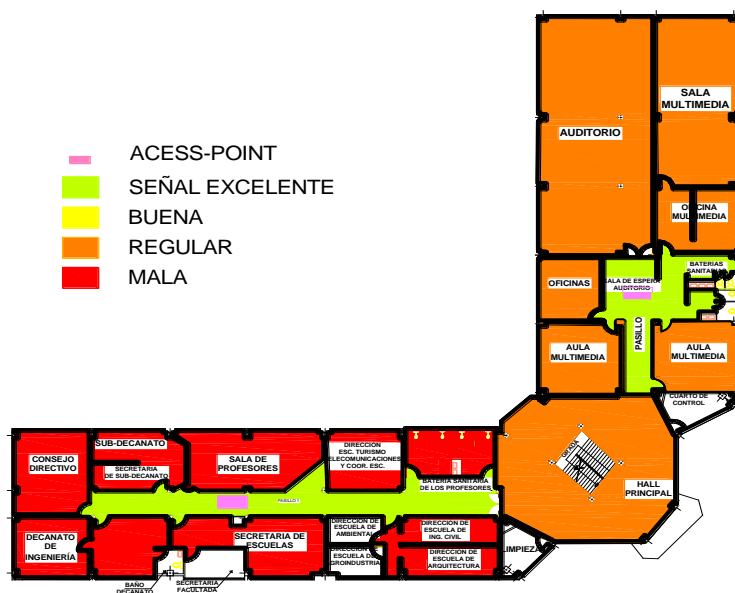 ACESS-POINT
SEÑAL EXCELENTE
BUENA
REGULAR
MALA
AUDITORIO
SALA
MULTIMEDIA
OFICINA
MULTIMEDIA
OFICINAS
SALA DE ESPERA
AUDITORIO
BATERIAS
SANITARIAS
PASILLO
AULA
MULTIMEDIA
AULA
MULTIMEDIA
CUARTO DE
CONTROL
HALL
PRINCIPAL
CONSEJO
DIRECTIVO
SUB-DECANATO
SECRETARIA
DE SUB-DECANATO
SALA DE
PROFESORES
DIRECCION
ESC. TURISMO
TELECOMUNICACIONES
Y COOR. ESC.
BATERIA SANITARIA
DE LOS PROFESORES
PASILLO 1
DECANATO
DE
INGENIERÍA
SECRETARIA DE
ESCUELAS
DIRECCION DE
ESCUELA DE
AMBIENTAL
DIRECCION DE
ESCUELA DE
ING. CIVIL
DIRECCION DE
ESCUELA DE
ARQUITECTURA
LIMPIEZA
BAÑO
DECANATO
SECRETARIA
FACULTADA